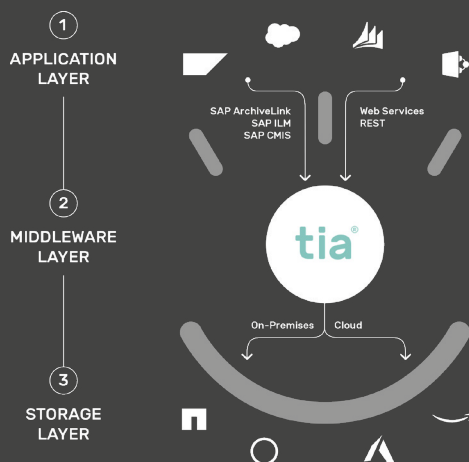 1
APPLICATION
LAYER
SAP ArchiveLink
SAP ILM
SAP CMIS
Web Services
REST
2
MIDDLEWARE
LAYER
tia®
On-Premises
Cloud
3
STORAGE
LAYER